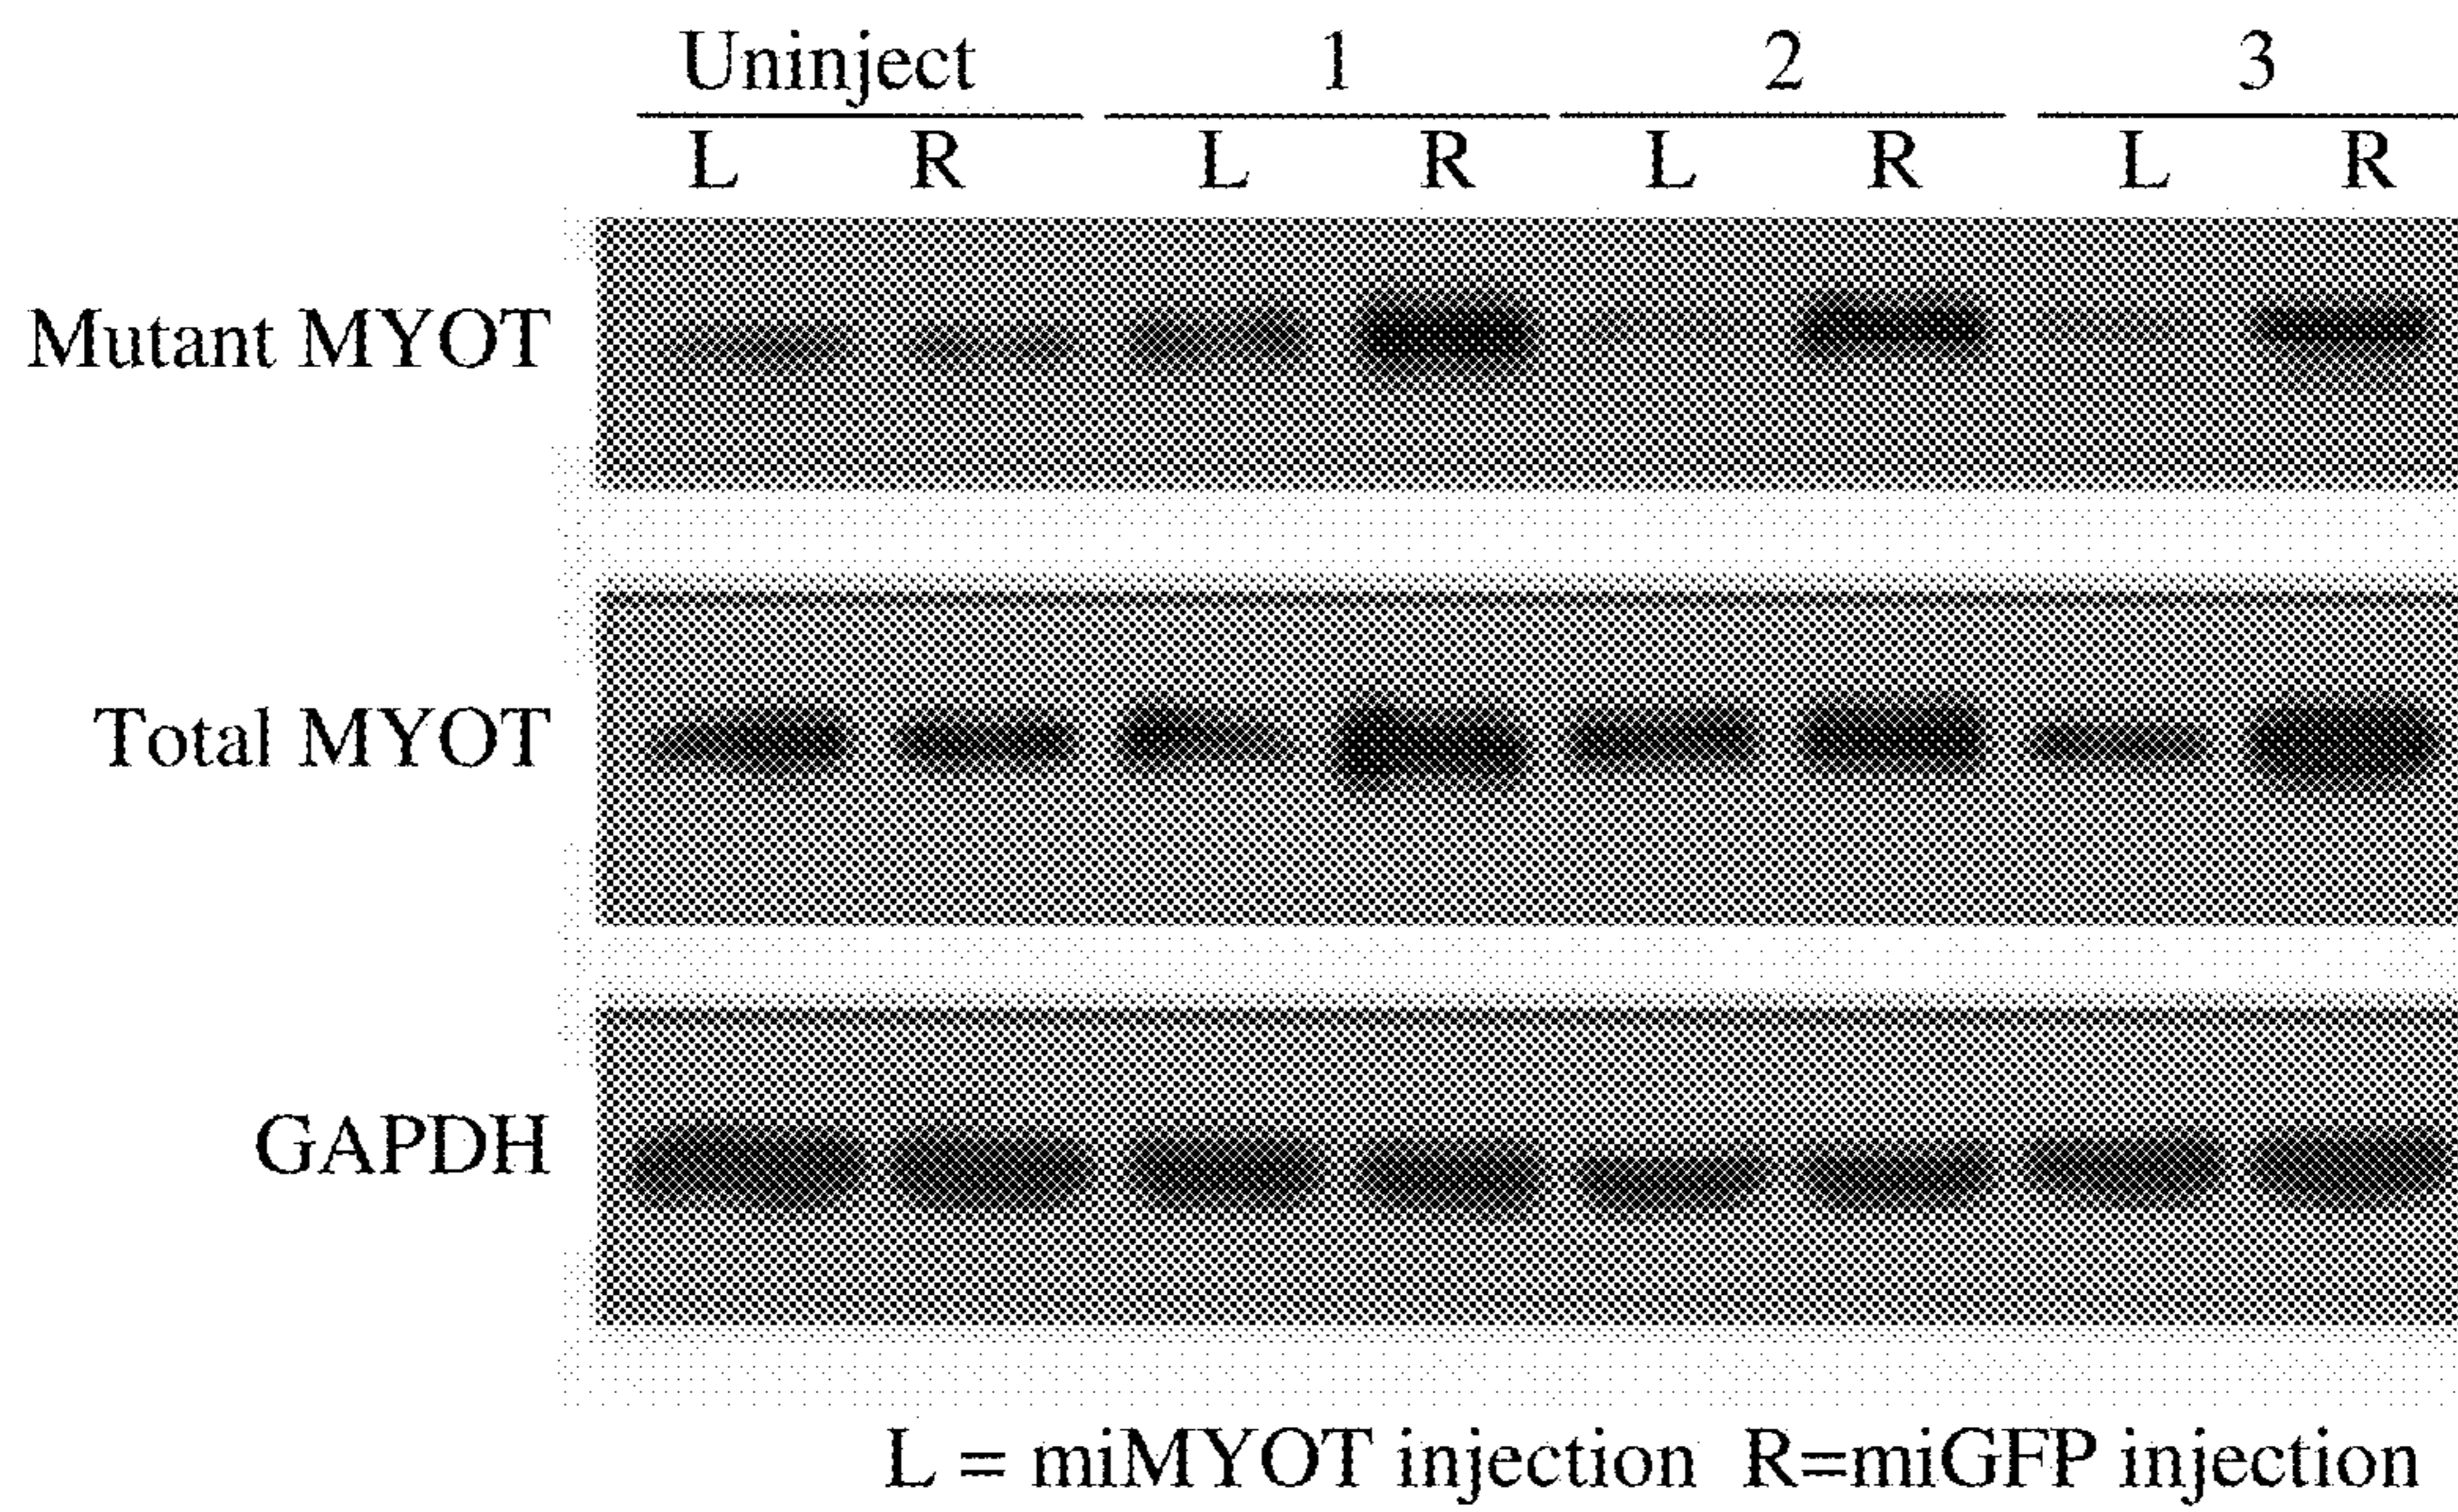 Uninject 1 2 3
L R L R L R L R
Mutant MYOT
Total MYOT
GAPDH
L = miMYOT injection R=miGFP injection